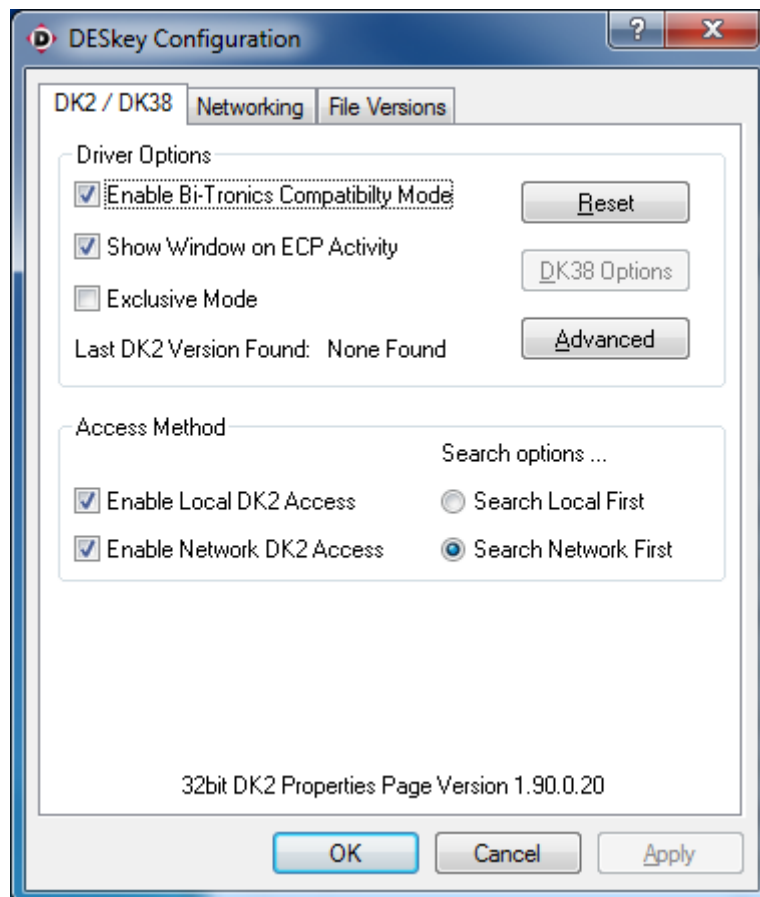 DESkey Configuration
?
X
DK2 / DK38
Networking
File Versions
Driver Options
Enable Bi-Tronics Compatibilty Mode
Reset
Show Window on ECP Activity
DK38 Options
Exclusive Mode
Last DK2 Version Found: None Found
Advanced
Access Method
Search options ...
Enable Local DK2 Access
Search Local First
Enable Network DK2 Access
Search Network First
32bit DK2 Properties Page Version 1.90.0.20
OK
Cancel
Apply